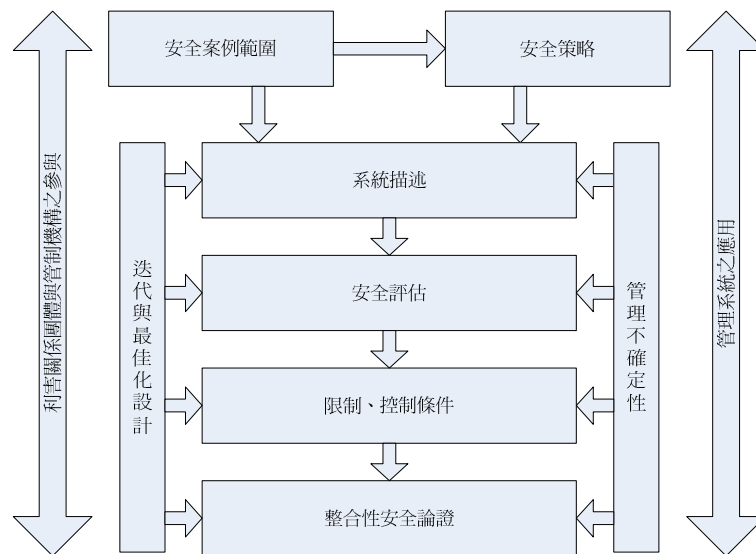 安全案例範圍
安全策略
利害關係團體與管制機構之參與
迭代與最佳化設計
系統描述
安全評估
限制、控制條件
整合性安全論證
管理不確定性
管理系統之應用